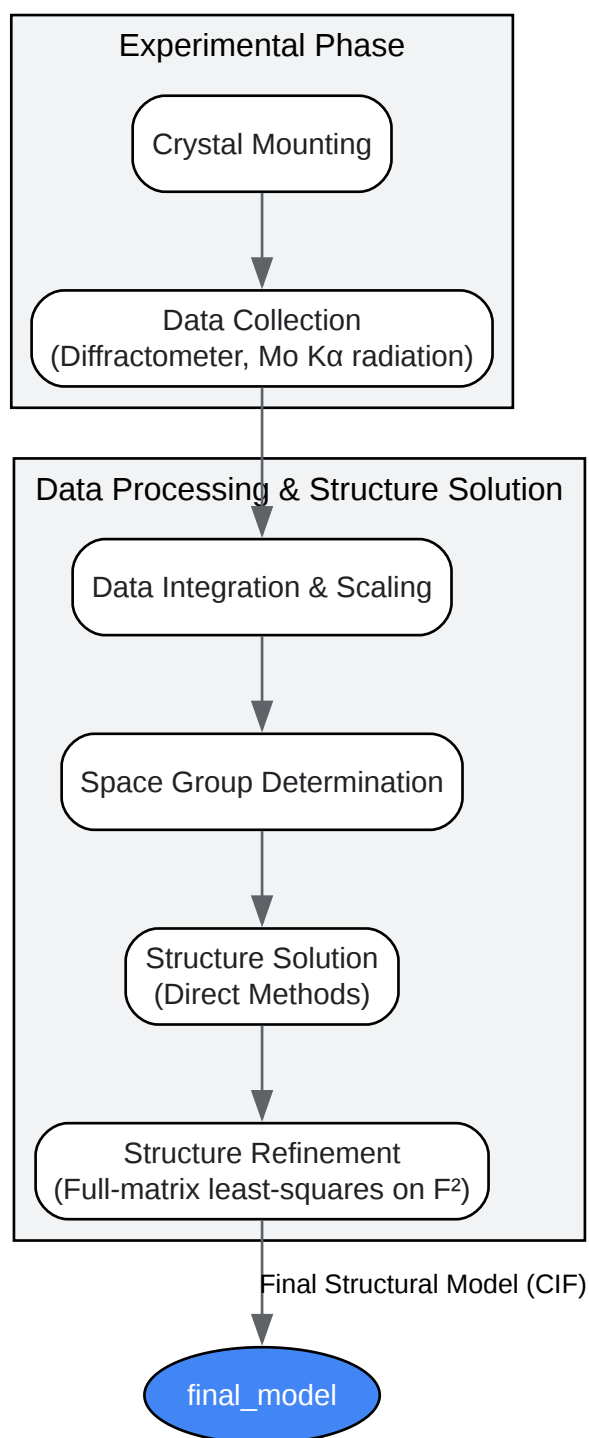 Experimental Phase
Crystal Mounting
Data Collection
(Diffractometer, Mo Kα radiation)
Data Processing & Structure Solution
Data Integration & Scaling
Space Group Determination
Structure Solution
(Direct Methods)
Structure Refinement
(Full-matrix least-squares on F²)
Final Structural Model (CIF)
final_model